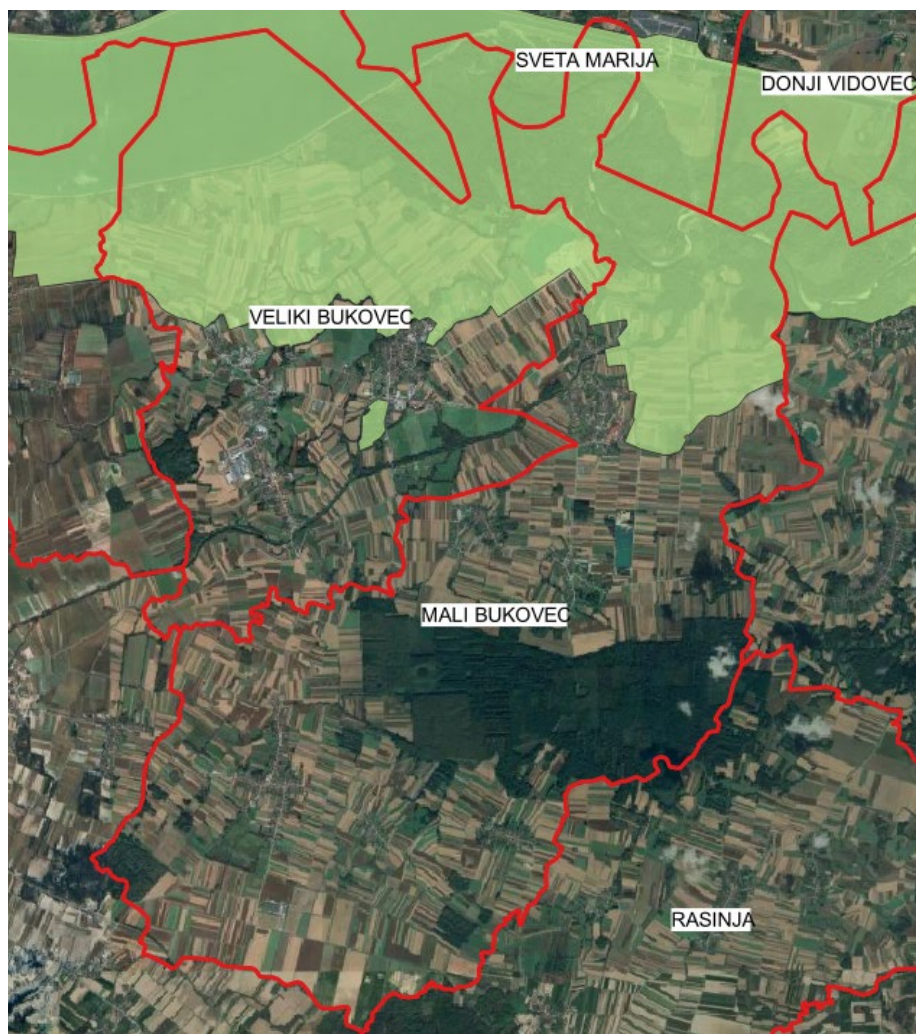 SVETA MARIJA
DONJI VIDOVEC
VELIKI BUKOVEC
MALI BUKOVEC
RASINJA